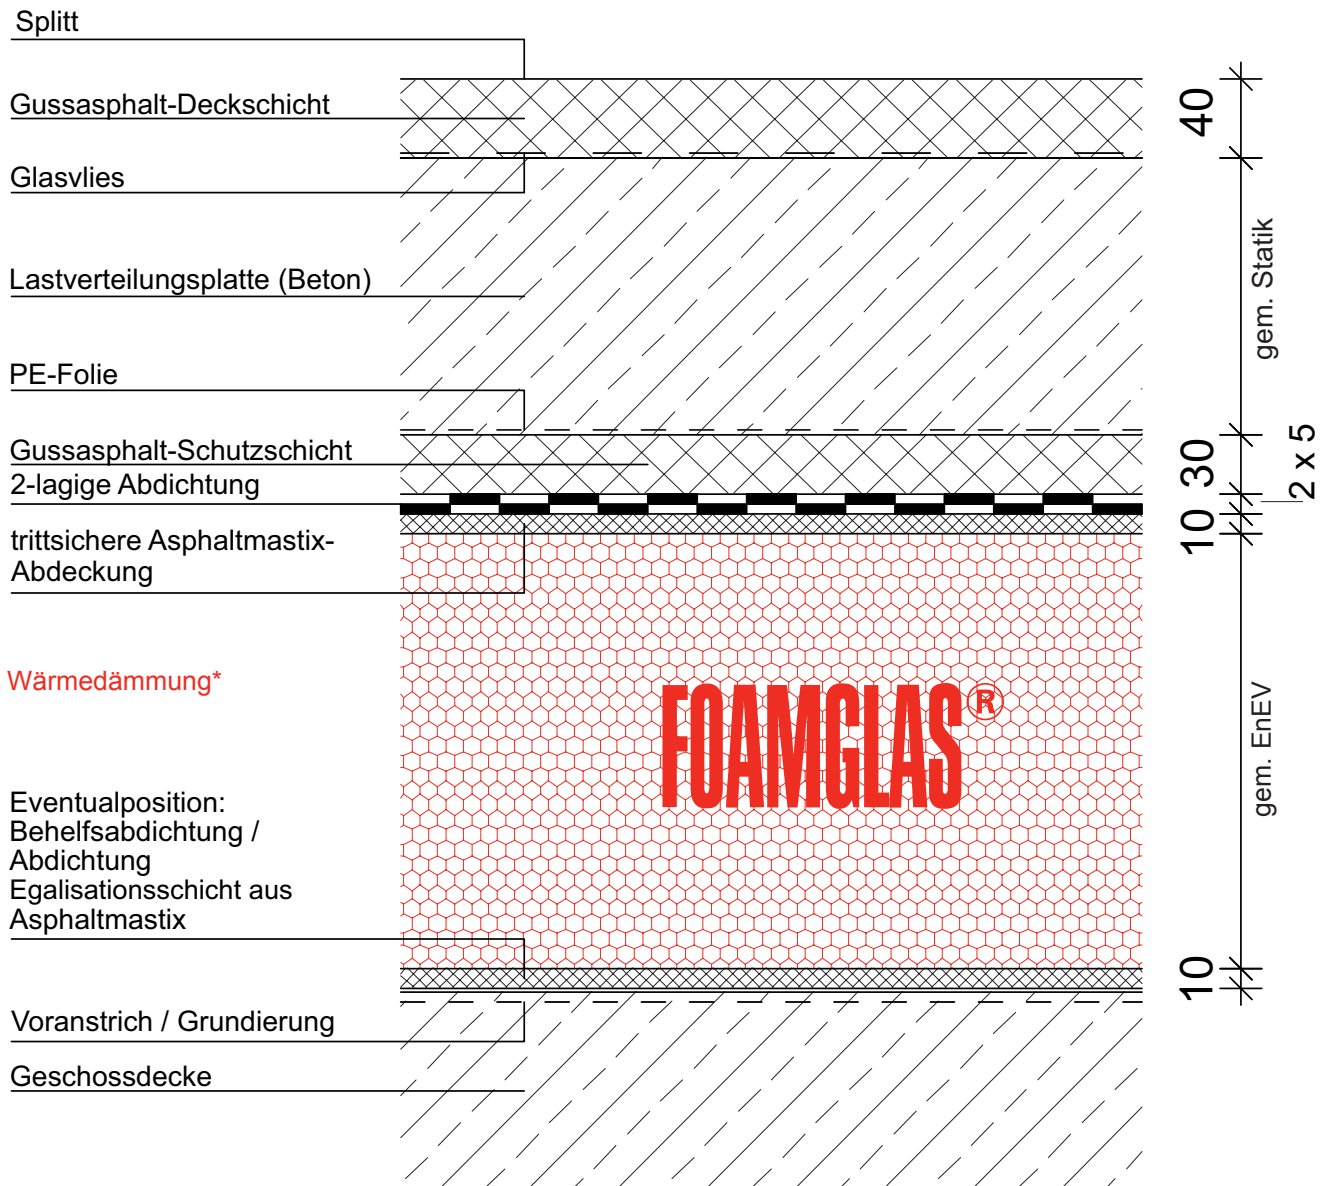 Splitt
Gussasphalt-Deckschicht
40
Glasvlies
Lastverteilungsplatte (Beton)
gem. Statik
PE-Folie
Gussasphalt-Schutzschicht
30
2-lagige Abdichtung
2 x 5
trittsichere Asphaltmastix-
Abdeckung
10
Wärmedämmung*
FOAMGLAS®
gem. EnEV
Eventualposition:
Behelfsabdichtung /
Abdichtung
Egalisationsschicht aus
Asphaltmastix
10
Voranstrich / Grundierung
Geschossdecke